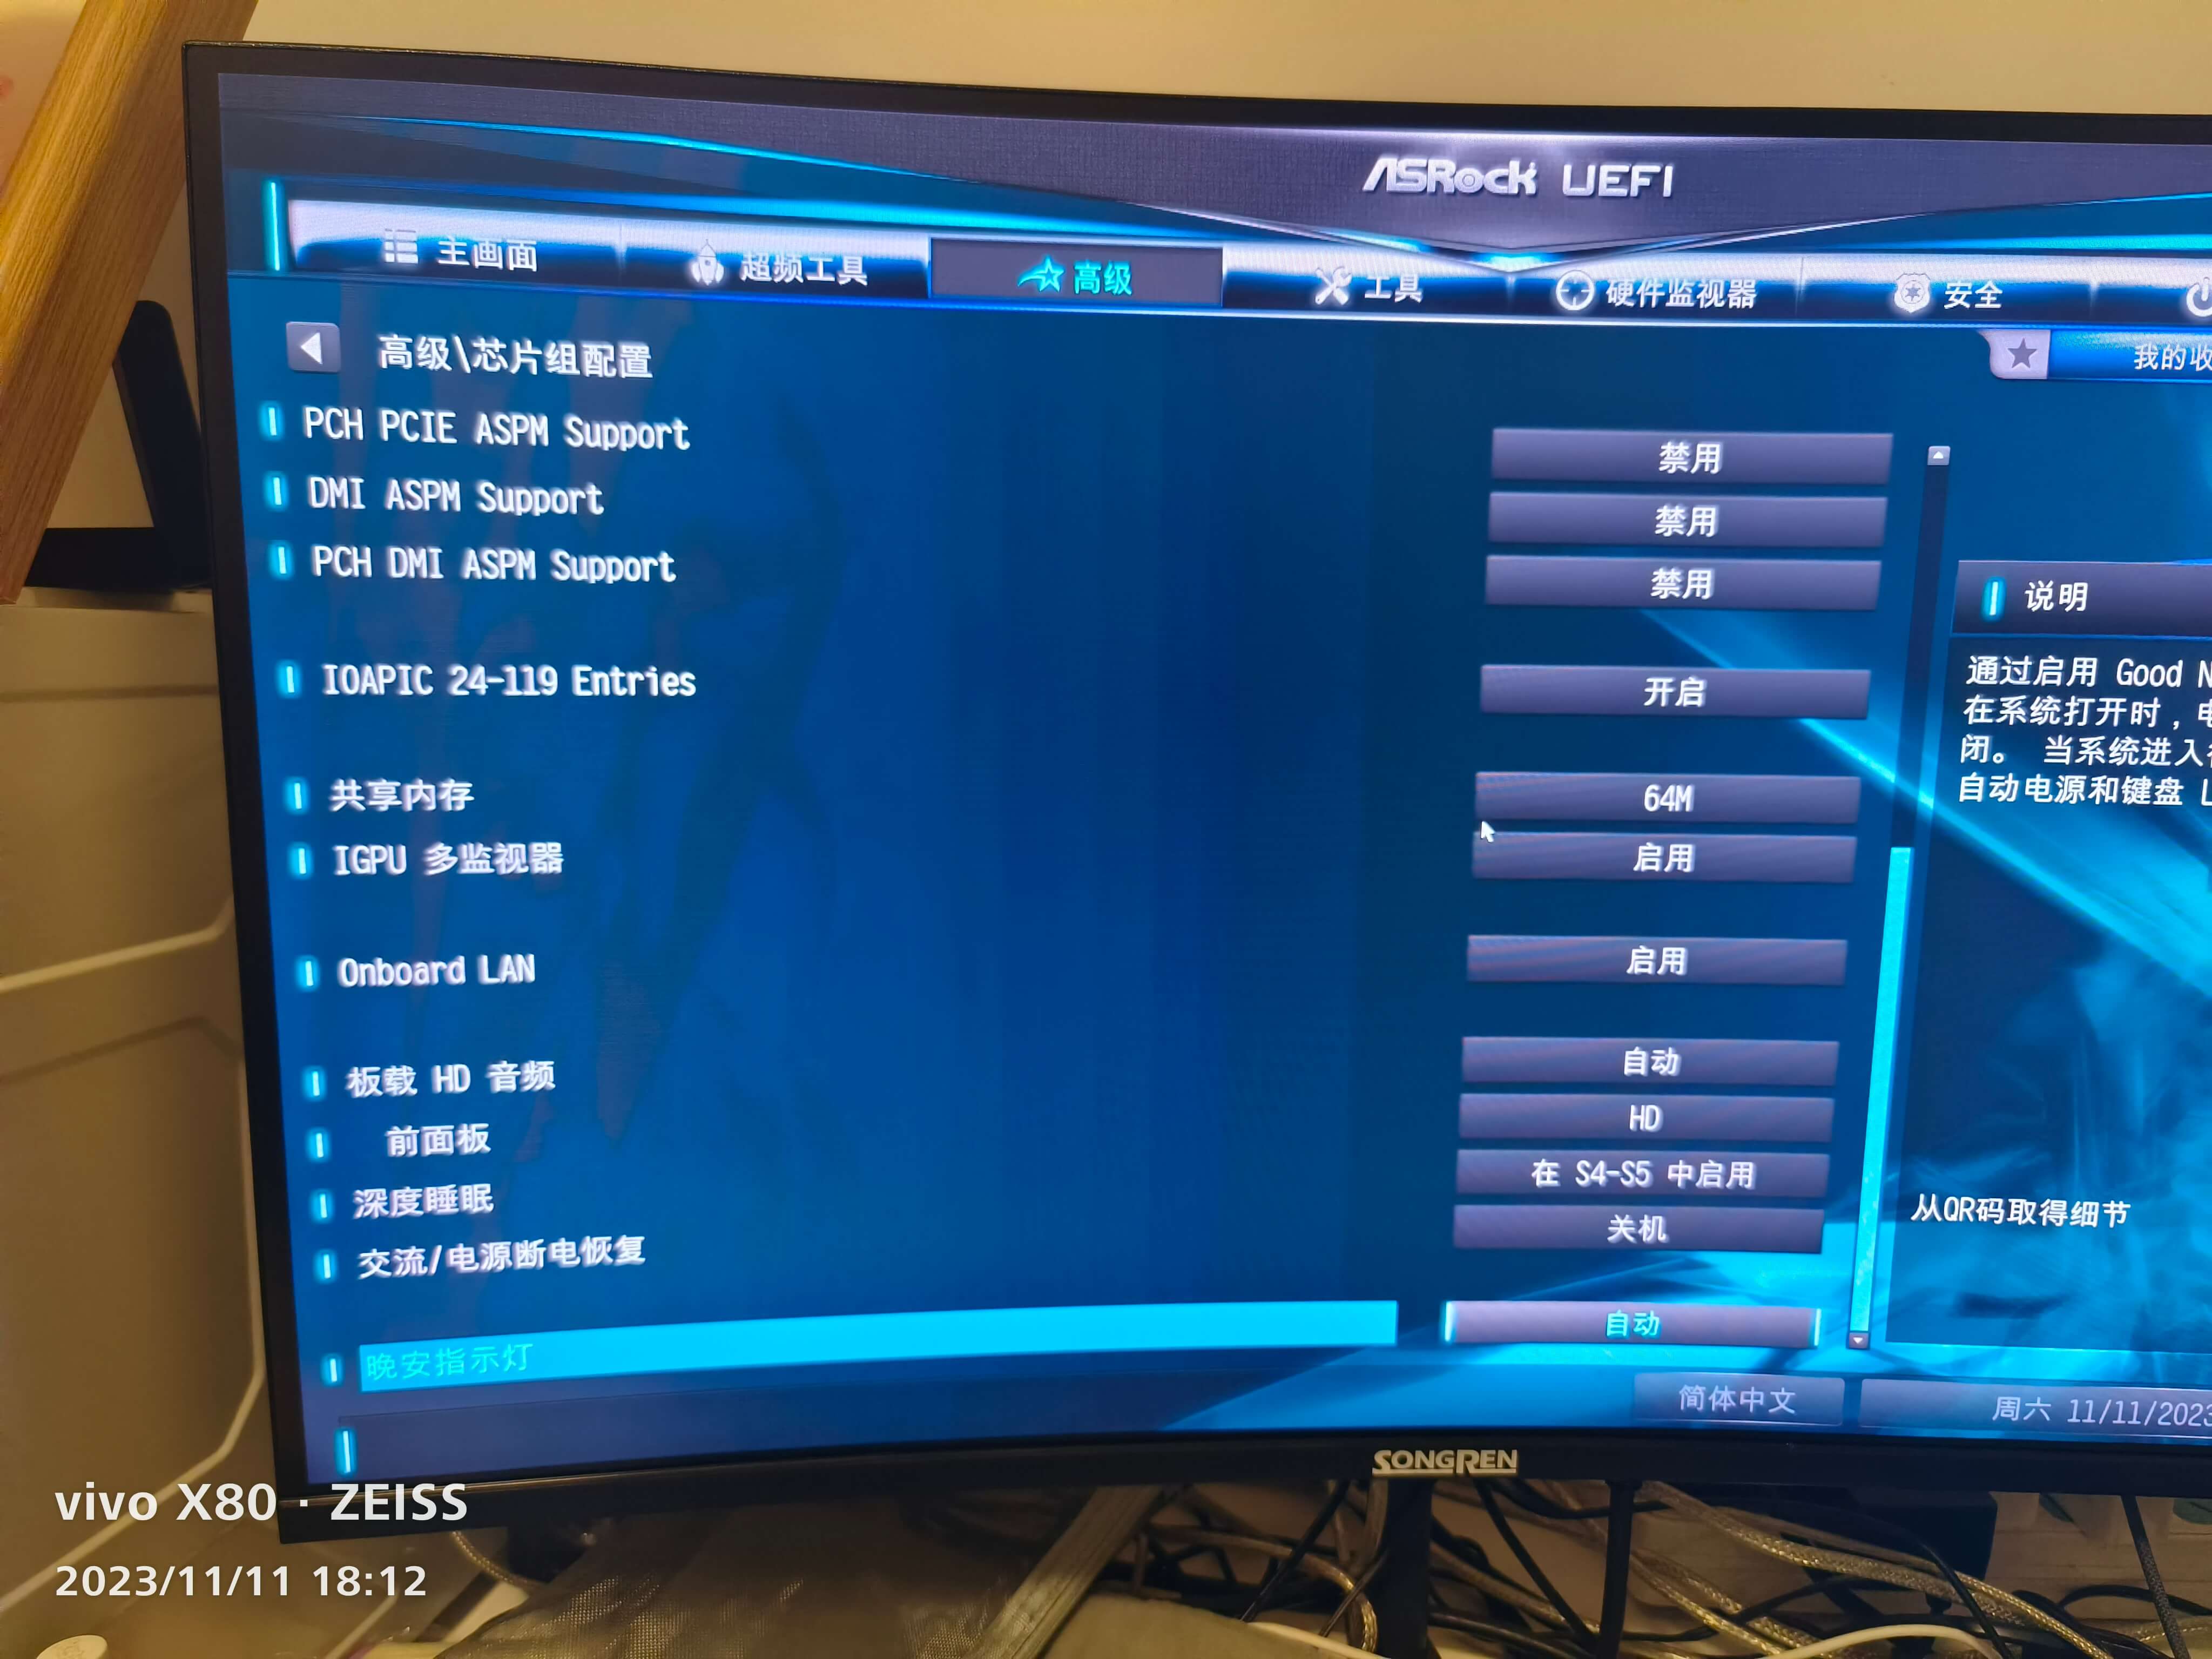 ASRock UEFI
主画面
超频工具
高级
工具
硬件监视器
安全
高级\芯片组配置
我的收
PCH PCIE ASPM Support 禁用
DMI ASPM Support 禁用
PCH DMI ASPM Support 禁用
IOAPIC 24-119 Entries 开启
共享内存 64M
IGPU 多监视器 启用
Onboard LAN 启用
板载 HD 音频 自动
前面板 HD
深度睡眠 在 S4-S5 中启用
交流/电源断电恢复 关机
晚安指示灯 自动
说明
通过启用 Good N
在系统打开时，电
闭。 当系统进入
自动电源和键盘 L
从QR码取得细节
简体中文
周六 11/11/2023
SONGREN
vivo X80 · ZEISS
2023/11/11 18:12